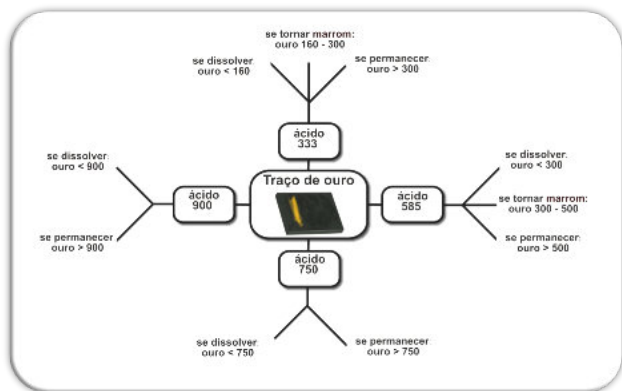 se tornar marrom:
ouro 160 - 300
se dissolver:
ouro < 160
se permanecer:
ouro > 300
ácido
333
se dissolver:
ouro < 900
se permanecer:
ouro > 900
ácido
900
Traço de ouro
ácido
585
se dissolver:
ouro < 300
se tornar marrom:
ouro 300 - 500
se permanecer:
ouro > 500
ácido
750
se dissolver:
ouro < 750
se permanecer:
ouro > 750